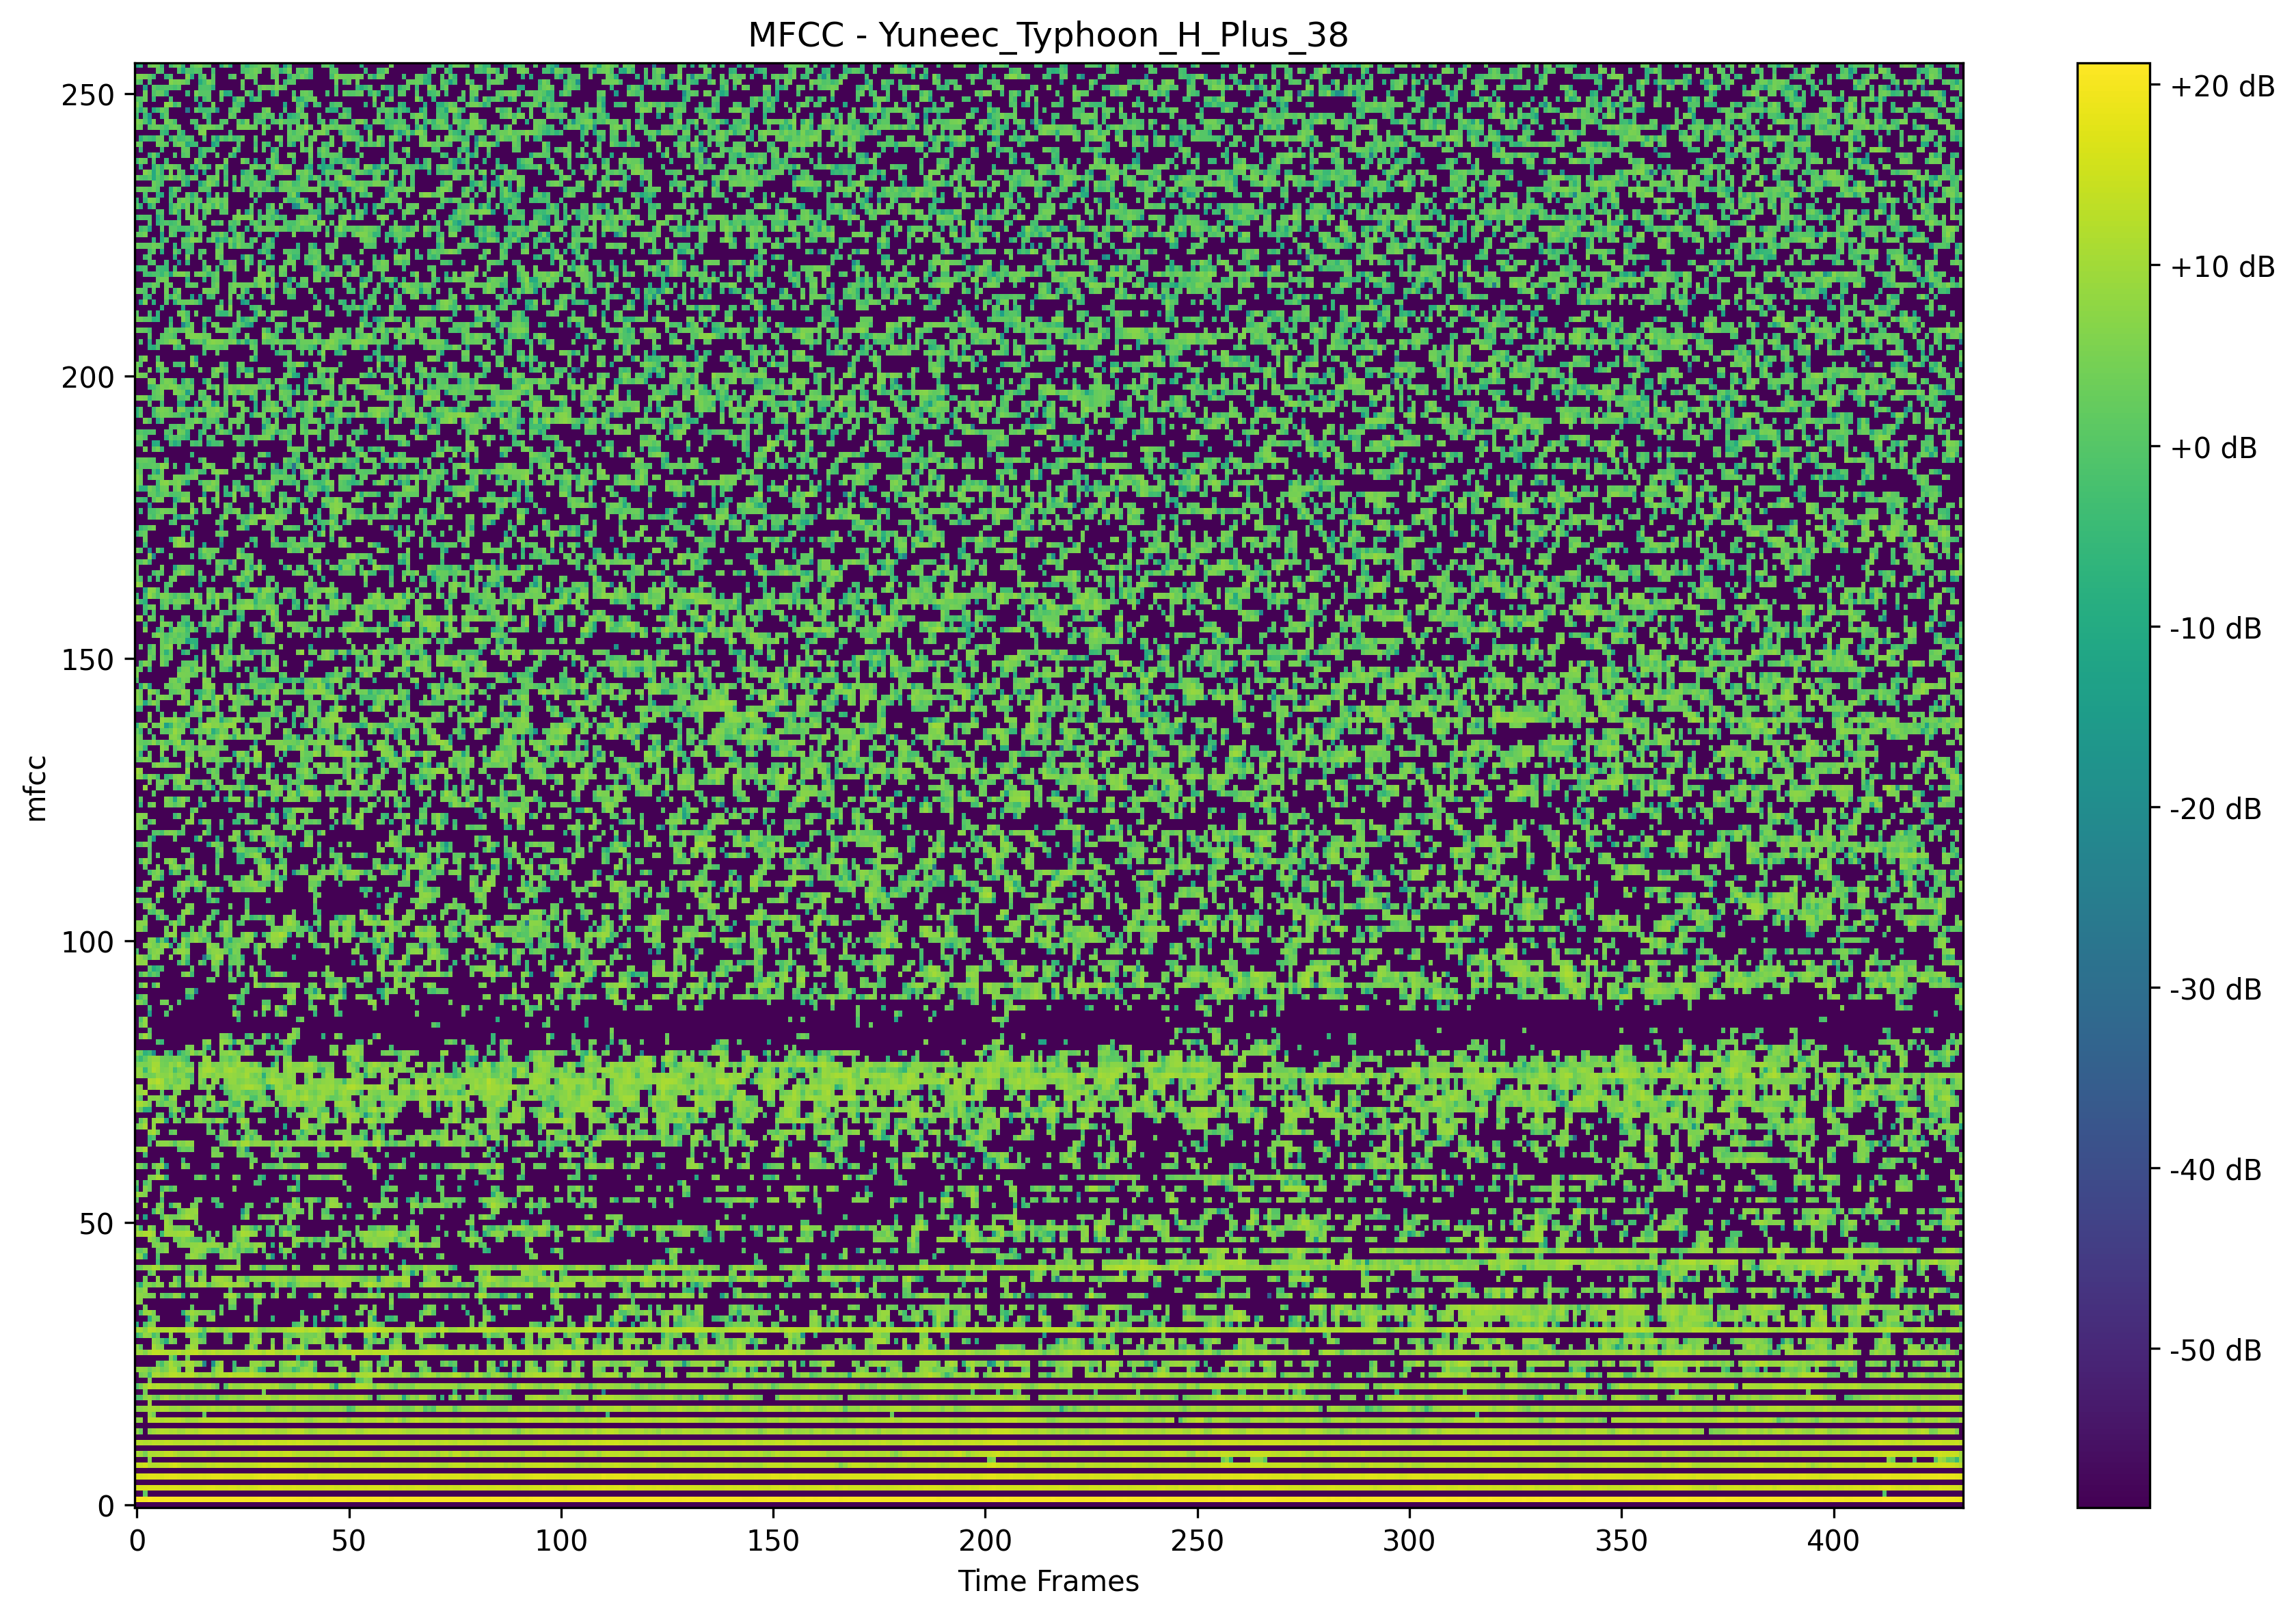 MFCC - Yuneec_Typhoon_H_Plus_38
250
200
150
100
50
0
mfcc
0 50 100 150 200 250 300 350 400
Time Frames
+20 dB
+10 dB
+0 dB
-10 dB
-20 dB
-30 dB
-40 dB
-50 dB